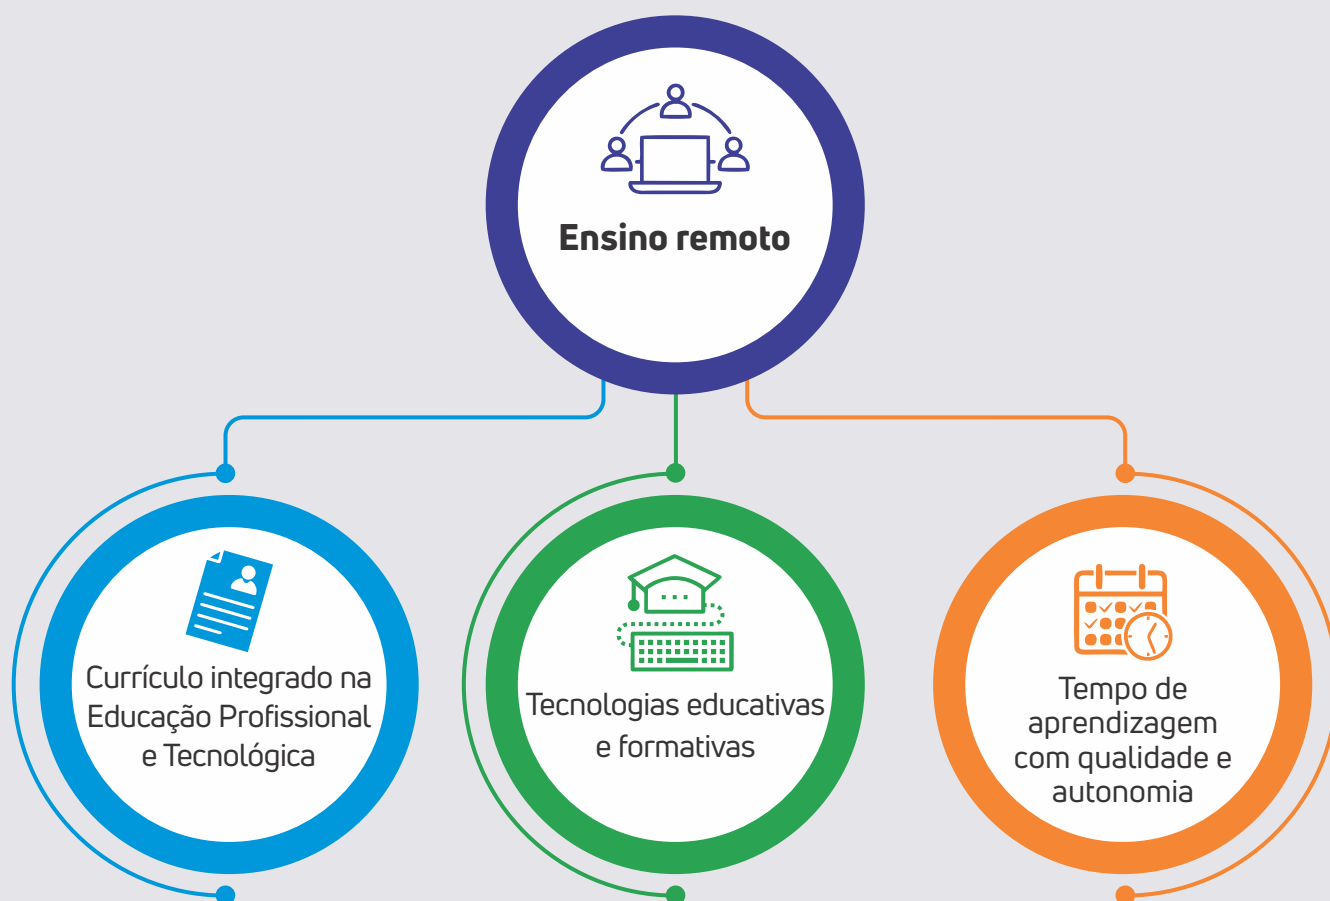 Ensino remoto
Currículo integrado na
Educação Profissional
e Tecnológica
Tecnologias educativas
e formativas
Tempo de
aprendizagem
com qualidade e
autonomia